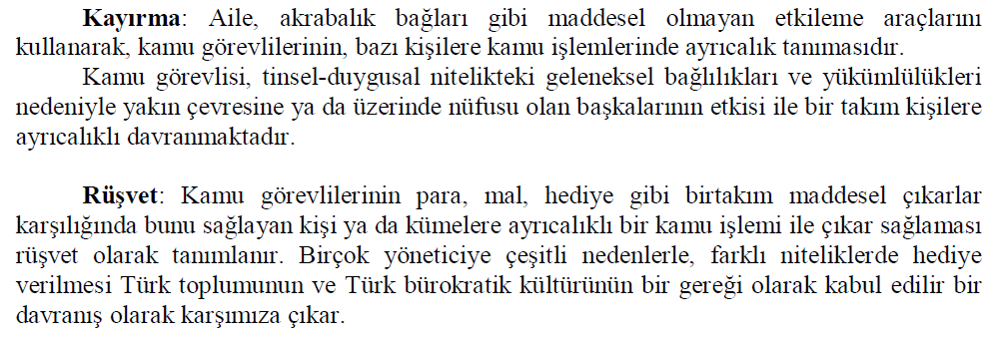 Kayırma: Aile, akrabalık bağları gibi maddesel olmayan etkileme araçlarını
kullanarak, kamu görevlilerinin, bazı kişilere kamu işlemlerinde ayrıcalık tanımasıdır.
Kamu görevlisi, tinsel-duygusal nitelikteki geleneksel bağlılıkları ve yükümlülükleri
nedeniyle yakın çevresine ya da üzerinde nüfusu olan başkalarının etkisi ile bir takım kişilere
ayrıcalıklı davranmaktadır.
Rüşvet: Kamu görevlilerinin para, mal, hediye gibi birtakım maddesel çıkarlar
karşılığında bunu sağlayan kişi ya da kümelere ayrıcalıklı bir kamu işlemi ile çıkar sağlaması
rüşvet olarak tanımlanır. Birçok yöneticiye çeşitli nedenlerle, farklı niteliklerde hediye
verilmesi Türk toplumunun ve Türk bürokratik kültürünün bir gereği olarak kabul edilir bir
davranış olarak karşımıza çıkar.